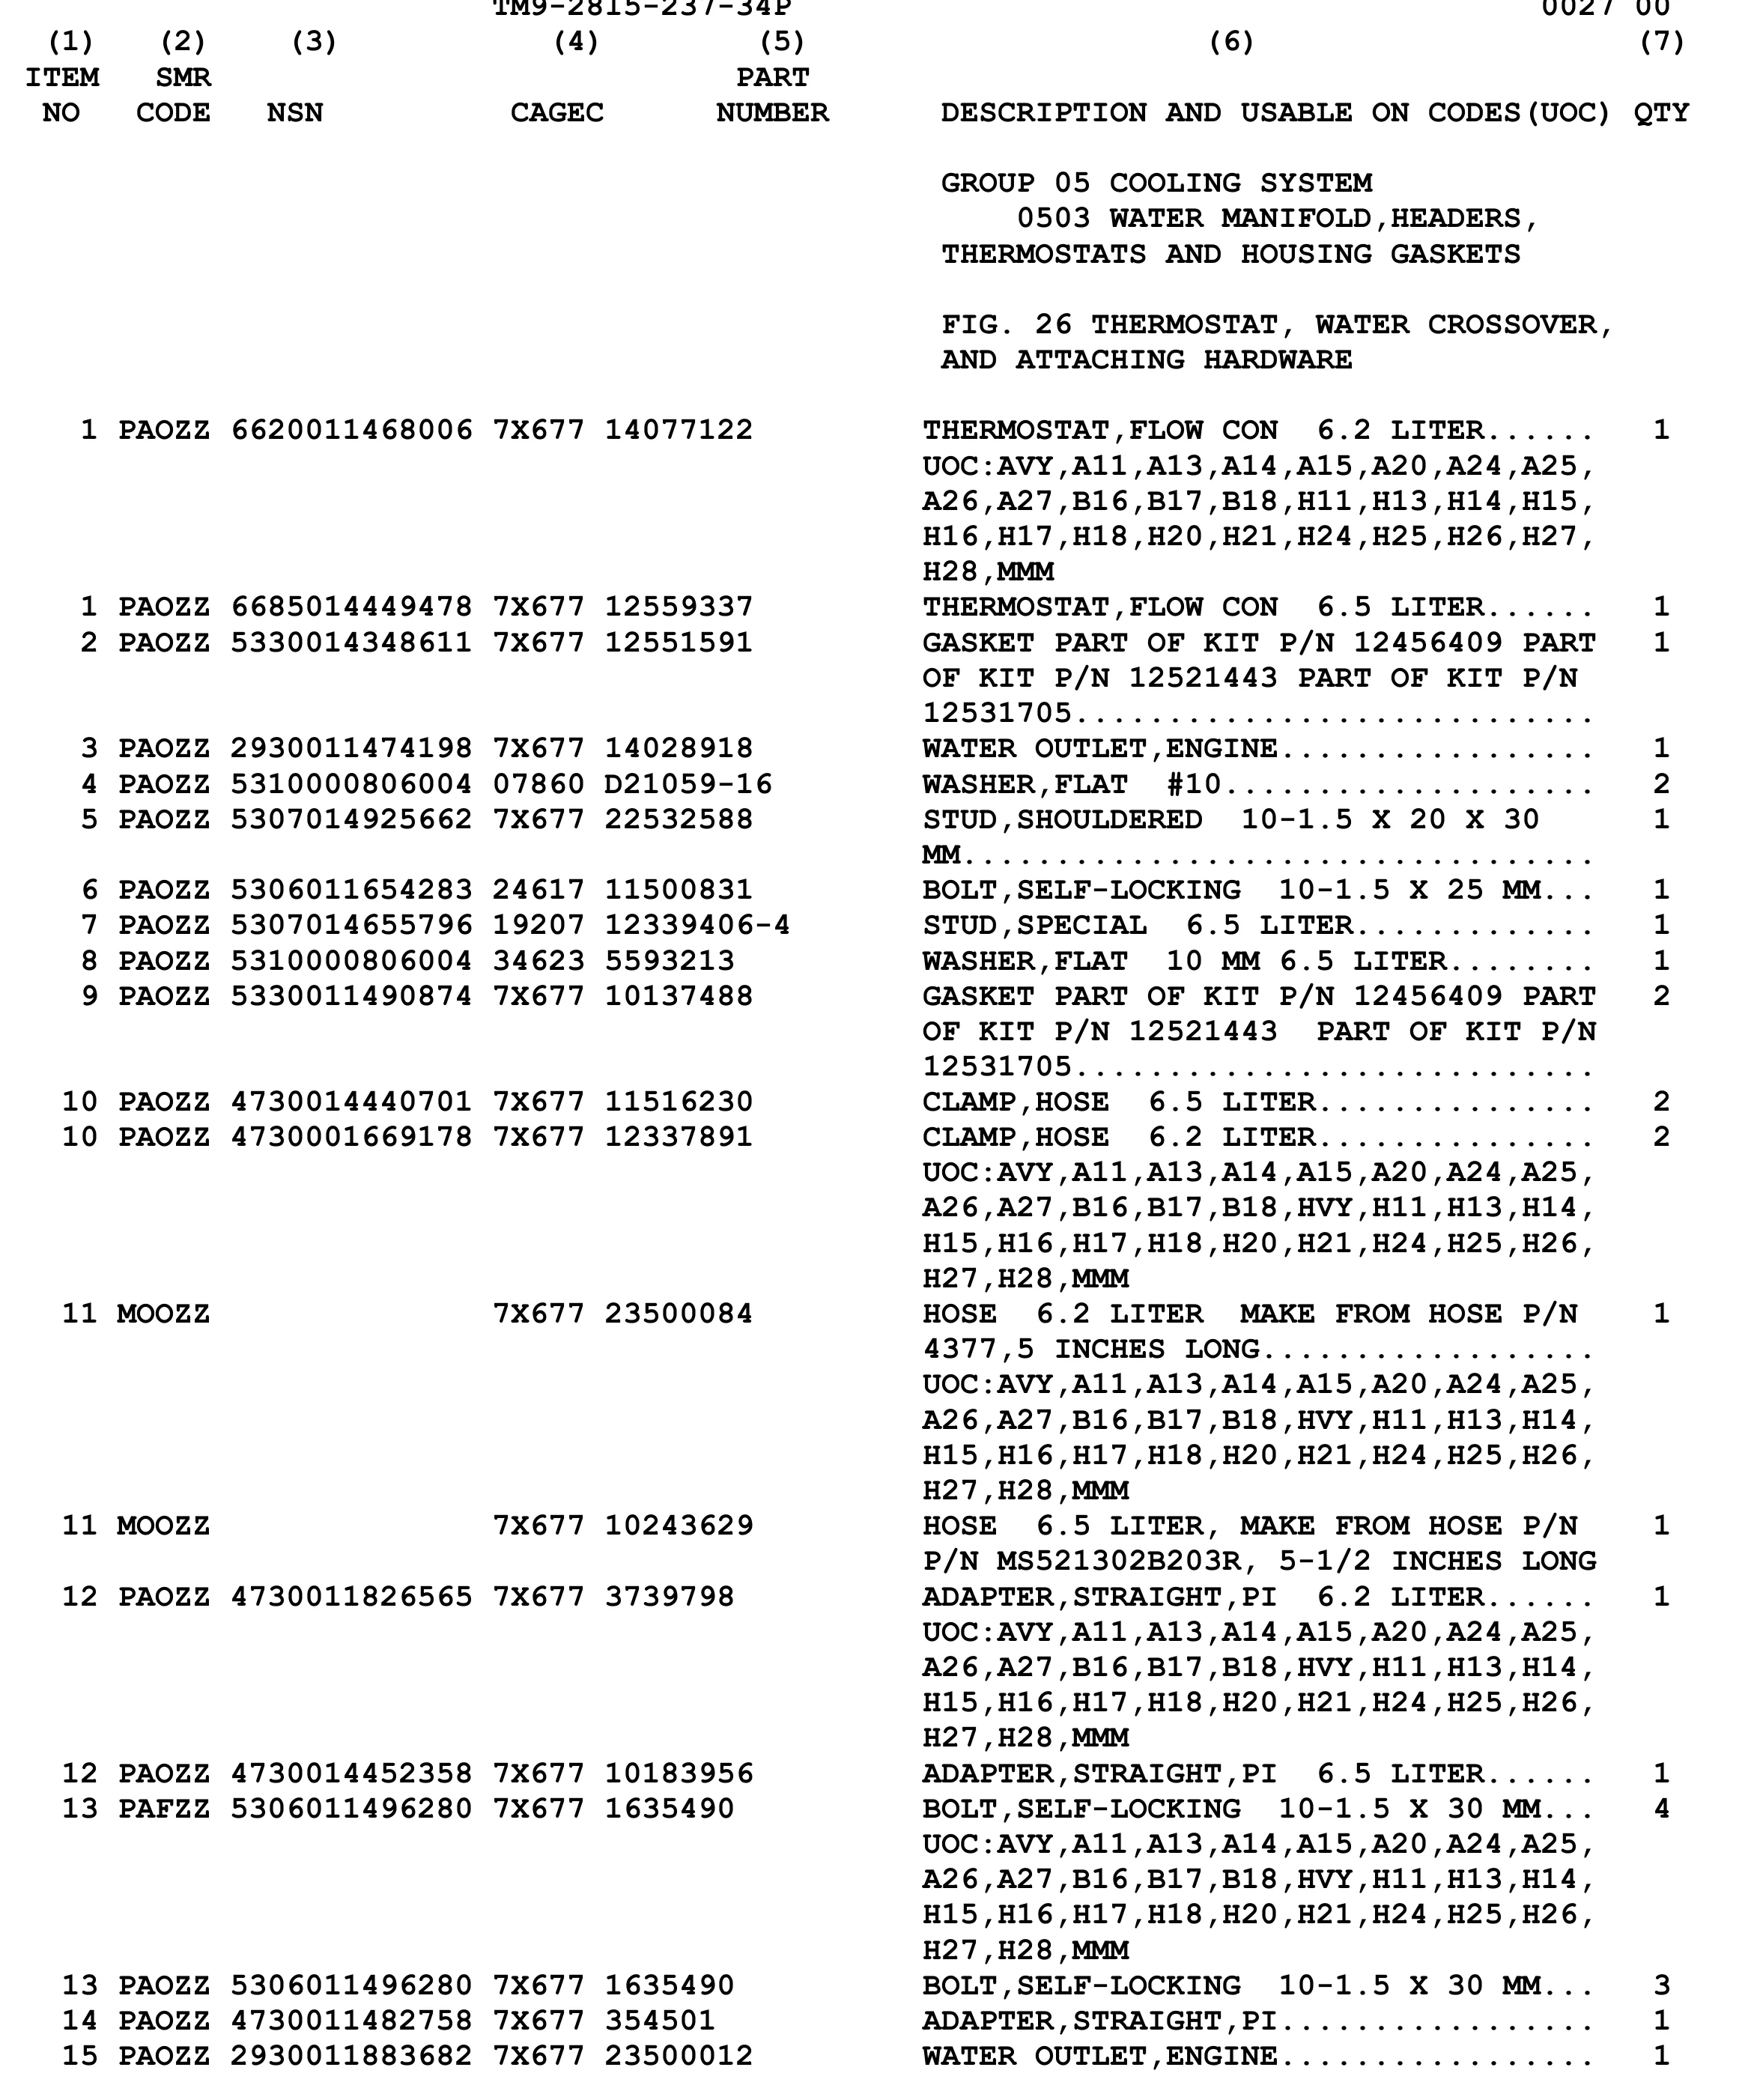 TM9-2815-237-34P 0027 00
(1) (2) (3) (4) (5) (6) (7)
ITEM SMR PART
NO CODE NSN CAGEC NUMBER DESCRIPTION AND USABLE ON CODES(UOC) QTY
GROUP 05 COOLING SYSTEM
0503 WATER MANIFOLD,HEADERS,
THERMOSTATS AND HOUSING GASKETS
FIG. 26 THERMOSTAT, WATER CROSSOVER,
AND ATTACHING HARDWARE
1 PAOZZ 6620011468006 7X677 14077122 THERMOSTAT,FLOW CON 6.2 LITER...... 1
UOC:AVY,A11,A13,A14,A15,A20,A24,A25,
A26,A27,B16,B17,B18,H11,H13,H14,H15,
H16,H17,H18,H20,H21,H24,H25,H26,H27,
H28,MMM
1 PAOZZ 6685014449478 7X677 12559337 THERMOSTAT,FLOW CON 6.5 LITER...... 1
2 PAOZZ 5330014348611 7X677 12551591 GASKET PART OF KIT P/N 12456409 PART 1
OF KIT P/N 12521443 PART OF KIT P/N
12531705............................
3 PAOZZ 2930011474198 7X677 14028918 WATER OUTLET,ENGINE................. 1
4 PAOZZ 5310000806004 07860 D21059-16 WASHER,FLAT #10.................... 2
5 PAOZZ 5307014925662 7X677 22532588 STUD,SHOULDERED 10-1.5 X 20 X 30 1
MM..................................
6 PAOZZ 5306011654283 24617 11500831 BOLT,SELF-LOCKING 10-1.5 X 25 MM... 1
7 PAOZZ 5307014655796 19207 12339406-4 STUD,SPECIAL 6.5 LITER............. 1
8 PAOZZ 5310000806004 34623 5593213 WASHER,FLAT 10 MM 6.5 LITER........ 1
9 PAOZZ 5330011490874 7X677 10137488 GASKET PART OF KIT P/N 12456409 PART 2
OF KIT P/N 12521443 PART OF KIT P/N
12531705............................
10 PAOZZ 4730014440701 7X677 11516230 CLAMP,HOSE 6.5 LITER............... 2
10 PAOZZ 4730001669178 7X677 12337891 CLAMP,HOSE 6.2 LITER............... 2
UOC:AVY,A11,A13,A14,A15,A20,A24,A25,
A26,A27,B16,B17,B18,HVY,H11,H13,H14,
H15,H16,H17,H18,H20,H21,H24,H25,H26,
H27,H28,MMM
11 MOOZZ 7X677 23500084 HOSE 6.2 LITER MAKE FROM HOSE P/N 1
4377,5 INCHES LONG..................
UOC:AVY,A11,A13,A14,A15,A20,A24,A25,
A26,A27,B16,B17,B18,HVY,H11,H13,H14,
H15,H16,H17,H18,H20,H21,H24,H25,H26,
H27,H28,MMM
11 MOOZZ 7X677 10243629 HOSE 6.5 LITER, MAKE FROM HOSE P/N 1
P/N MS521302B203R, 5-1/2 INCHES LONG
12 PAOZZ 4730011826565 7X677 3739798 ADAPTER,STRAIGHT,PI 6.2 LITER...... 1
UOC:AVY,A11,A13,A14,A15,A20,A24,A25,
A26,A27,B16,B17,B18,HVY,H11,H13,H14,
H15,H16,H17,H18,H20,H21,H24,H25,H26,
H27,H28,MMM
12 PAOZZ 4730014452358 7X677 10183956 ADAPTER,STRAIGHT,PI 6.5 LITER...... 1
13 PAFZZ 5306011496280 7X677 1635490 BOLT,SELF-LOCKING 10-1.5 X 30 MM... 4
UOC:AVY,A11,A13,A14,A15,A20,A24,A25,
A26,A27,B16,B17,B18,HVY,H11,H13,H14,
H15,H16,H17,H18,H20,H21,H24,H25,H26,
H27,H28,MMM
13 PAOZZ 5306011496280 7X677 1635490 BOLT,SELF-LOCKING 10-1.5 X 30 MM... 3
14 PAOZZ 4730011482758 7X677 354501 ADAPTER,STRAIGHT,PI................. 1
15 PAOZZ 2930011883682 7X677 23500012 WATER OUTLET,ENGINE................. 1